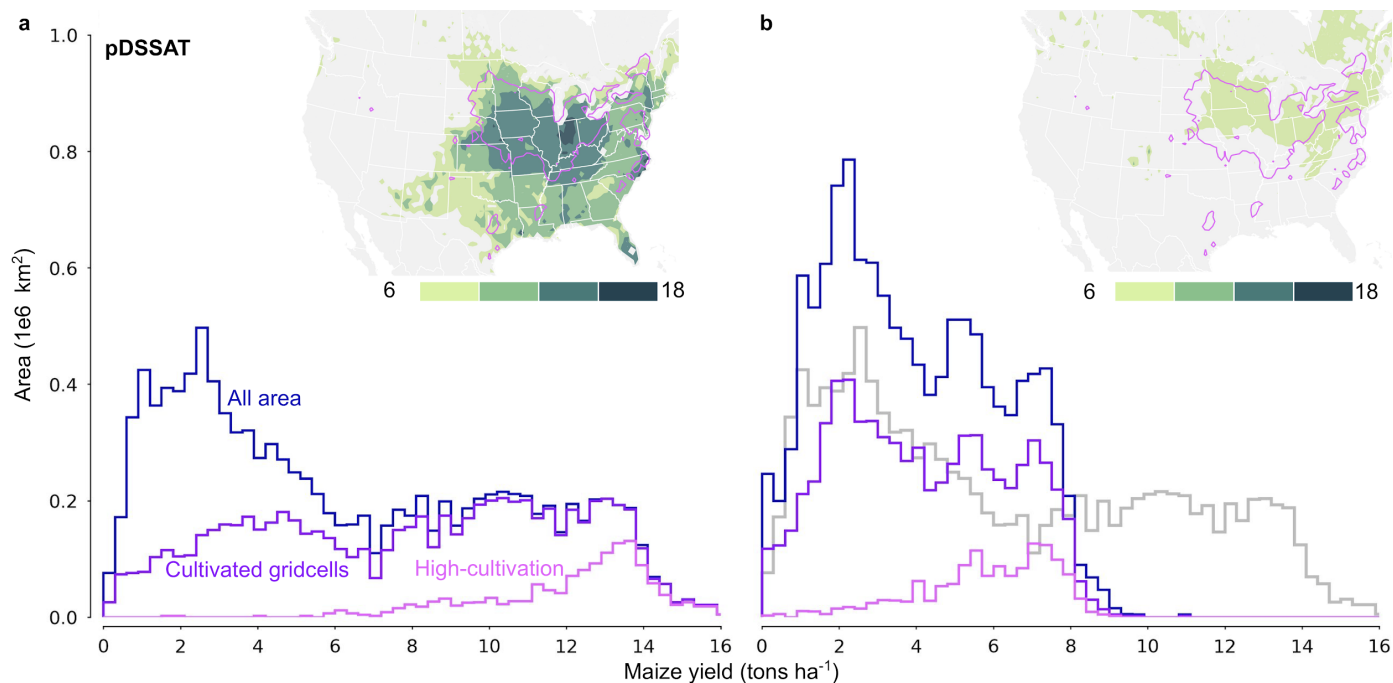 a
pDSSAT
b
1.0
0.8
0.6
0.4
0.2
0.0
Area (1e6 km²)
6
18
6
18
All area
Cultivated gridcells
High-cultivation
0 2 4 6 8 10 12 14 16
0 2 4 6 8 10 12 14 16
Maize yield (tons ha⁻¹)